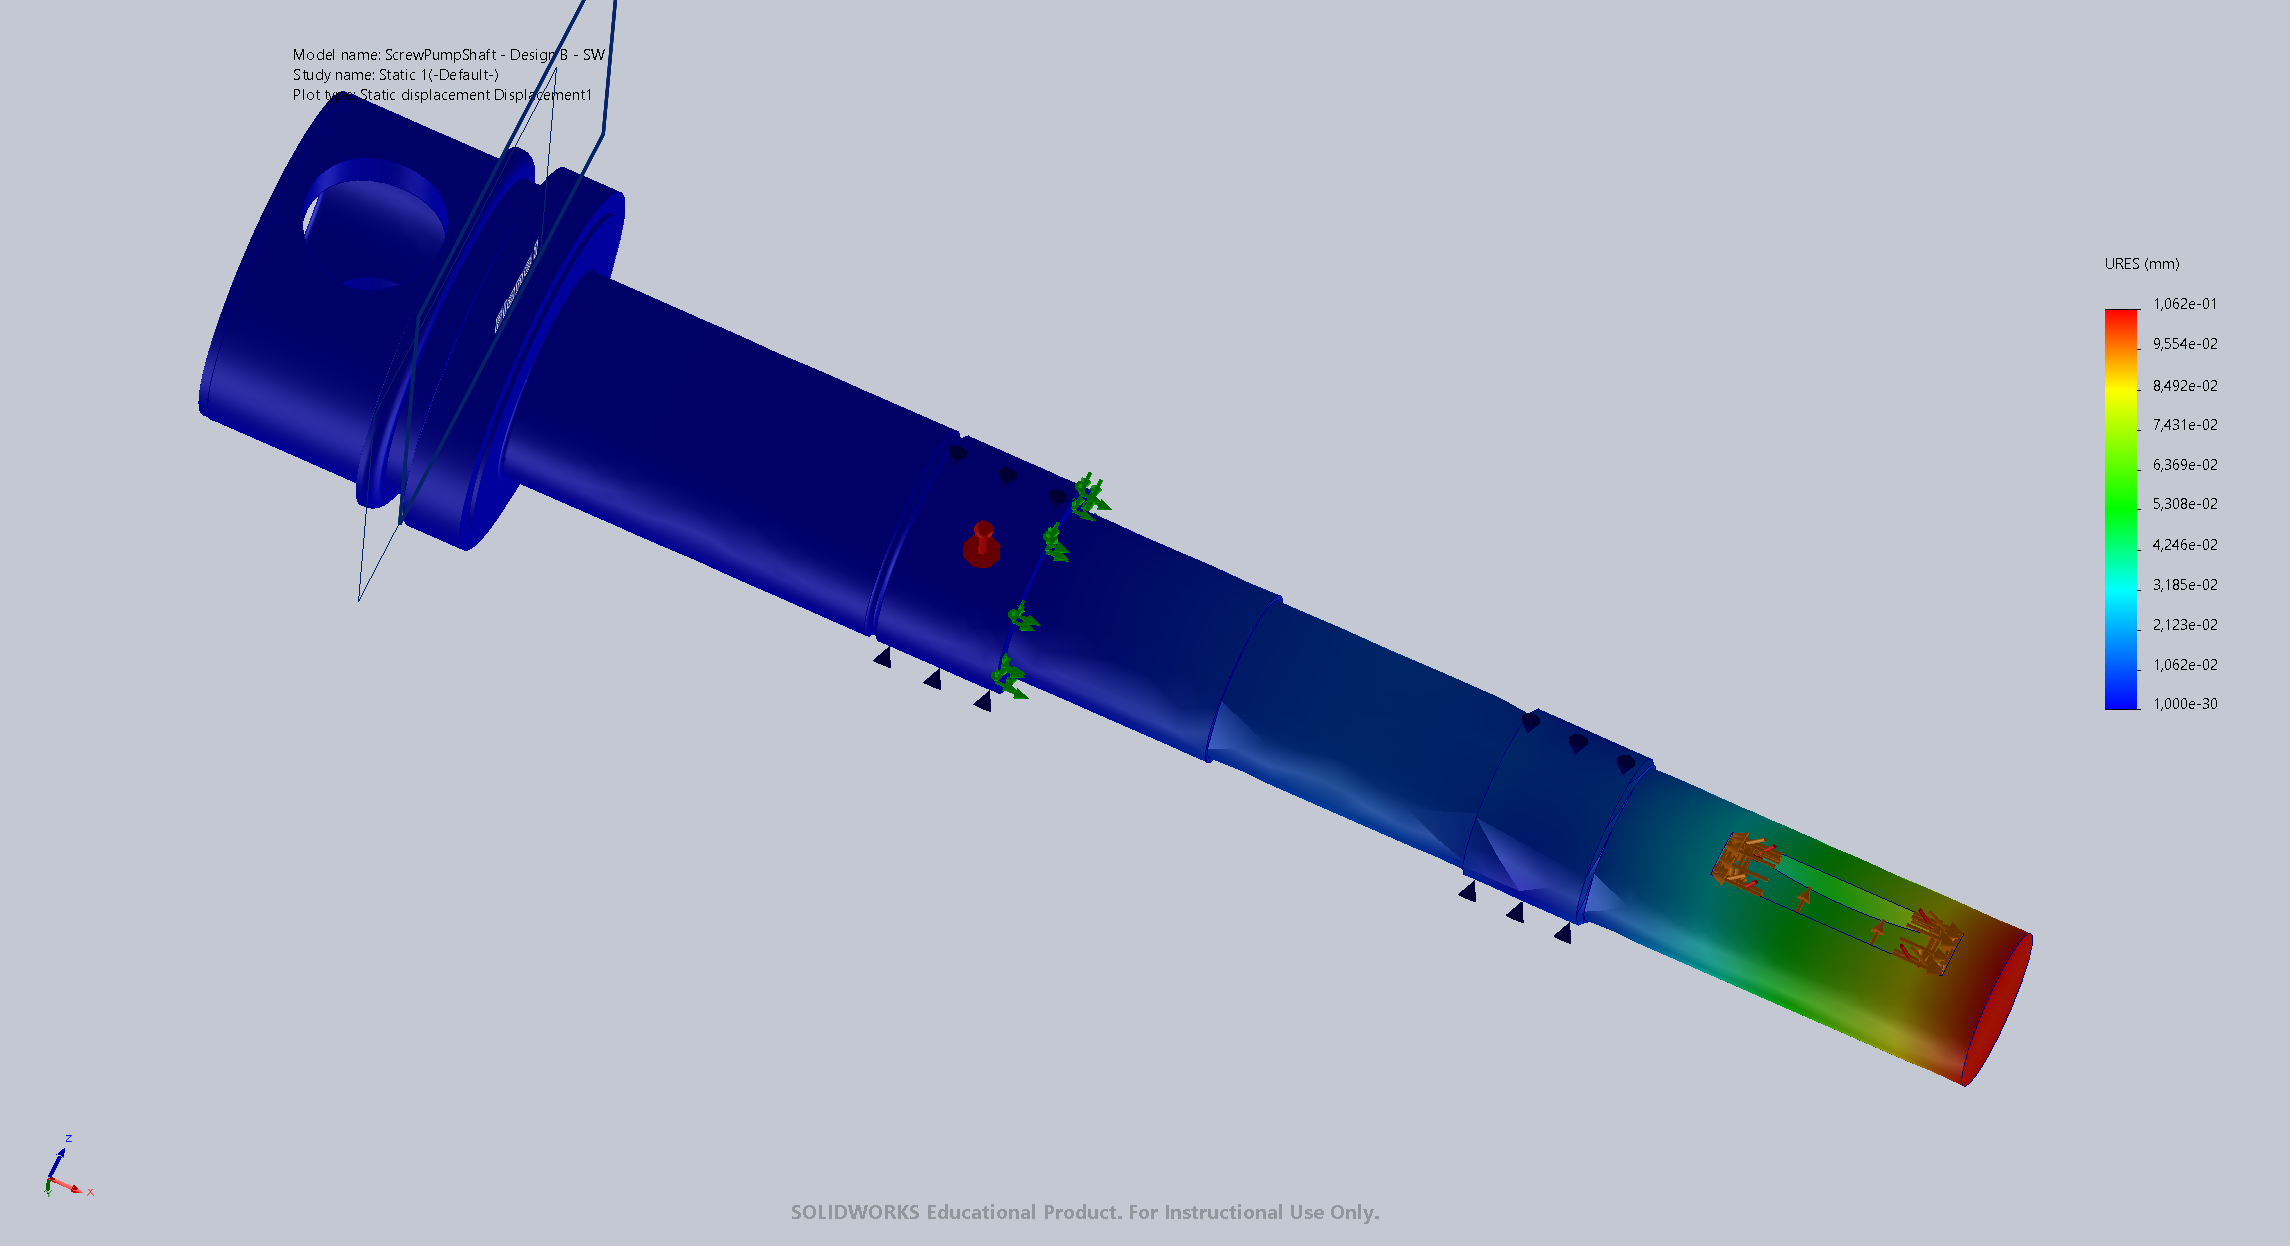 Model name: ScrewPumpShaft - Design B - SW
Study name: Static 1(-Default-)
Plot type: Static displacement Displacement1
URES (mm)
1,062e-01
9,554e-02
8,492e-02
7,431e-02
6,369e-02
5,308e-02
4,246e-02
3,185e-02
2,123e-02
1,062e-02
1,000e-30
Z
X
Y
SOLIDWORKS Educational Product. For Instructional Use Only.